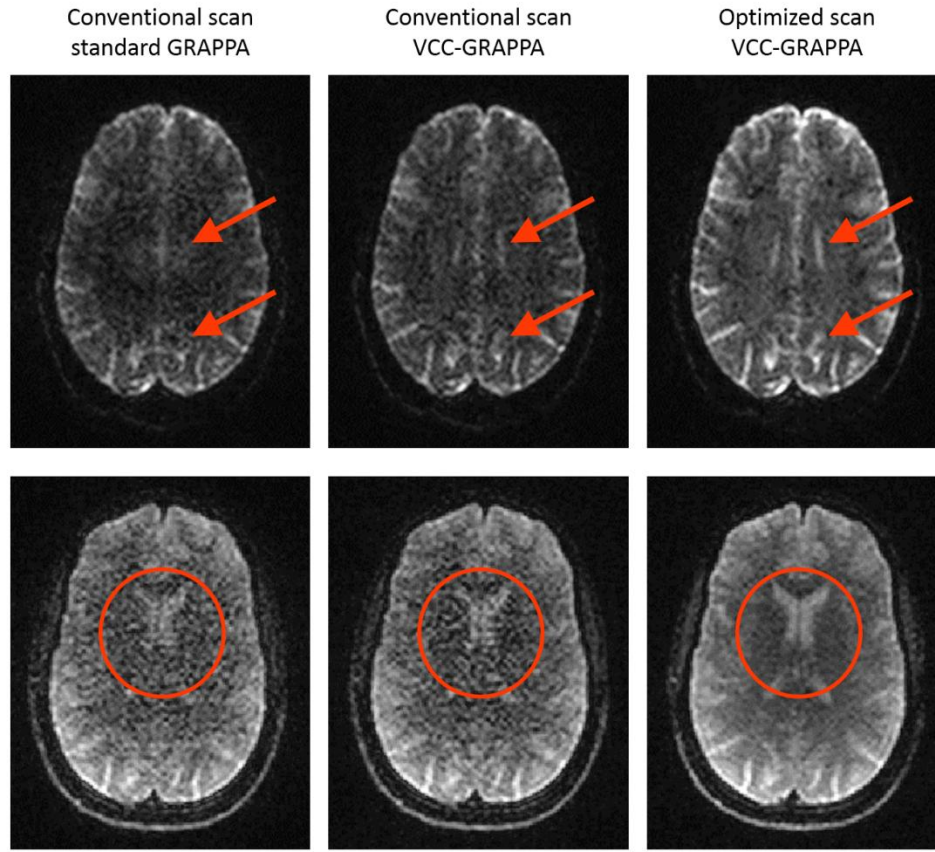 Conventional scan
standard GRAPPA
Conventional scan
VCC-GRAPPA
Optimized scan
VCC-GRAPPA